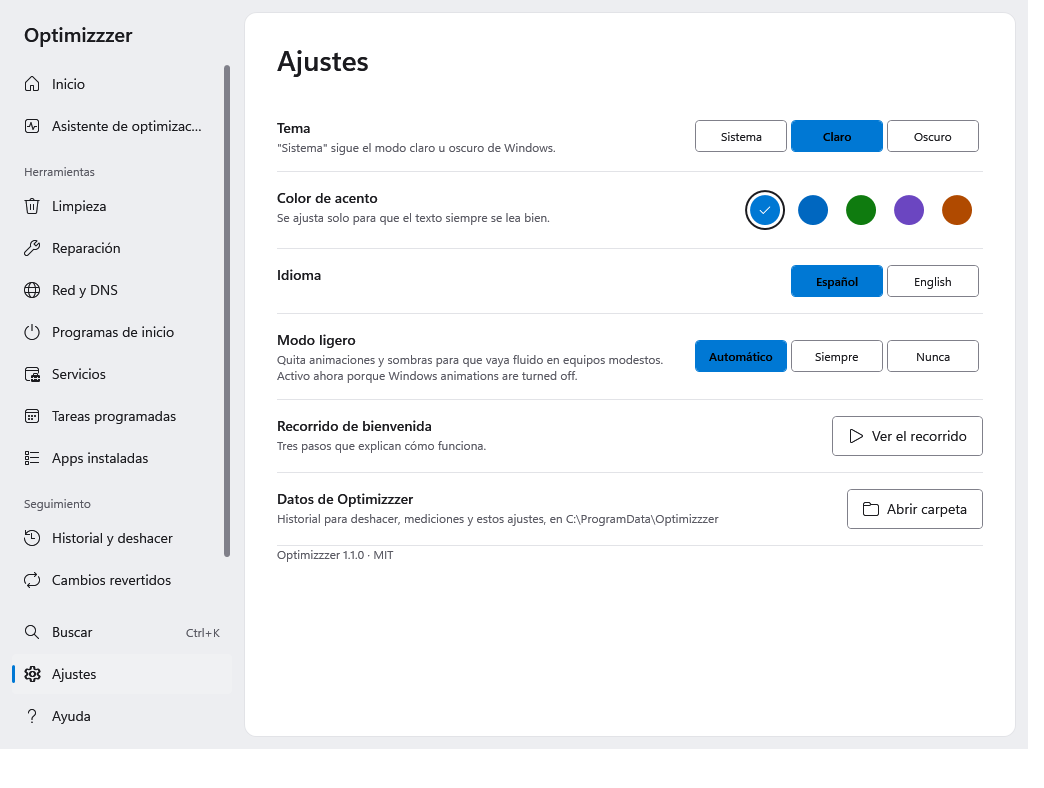 Optimizzzer
Inicio
Asistente de optimizac...
Herramientas
Limpieza
Reparación
Red y DNS
Programas de inicio
Servicios
Tareas programadas
Apps instaladas
Seguimiento
Historial y deshacer
Cambios revertidos
Buscar Ctrl+K
Ajustes
Ayuda
Ajustes
Tema
"Sistema" sigue el modo claro u oscuro de Windows.
Sistema Claro Oscuro
Color de acento
Se ajusta solo para que el texto siempre se lea bien.
Idioma
Español English
Modo ligero
Quita animaciones y sombras para que vaya fluido en equipos modestos.
Activo ahora porque Windows animations are turned off.
Automático Siempre Nunca
Recorrido de bienvenida
Tres pasos que explican cómo funciona.
Ver el recorrido
Datos de Optimizzzer
Historial para deshacer, mediciones y estos ajustes, en C:\ProgramData\Optimizzzer
Abrir carpeta
Optimizzzer 1.1.0 · MIT